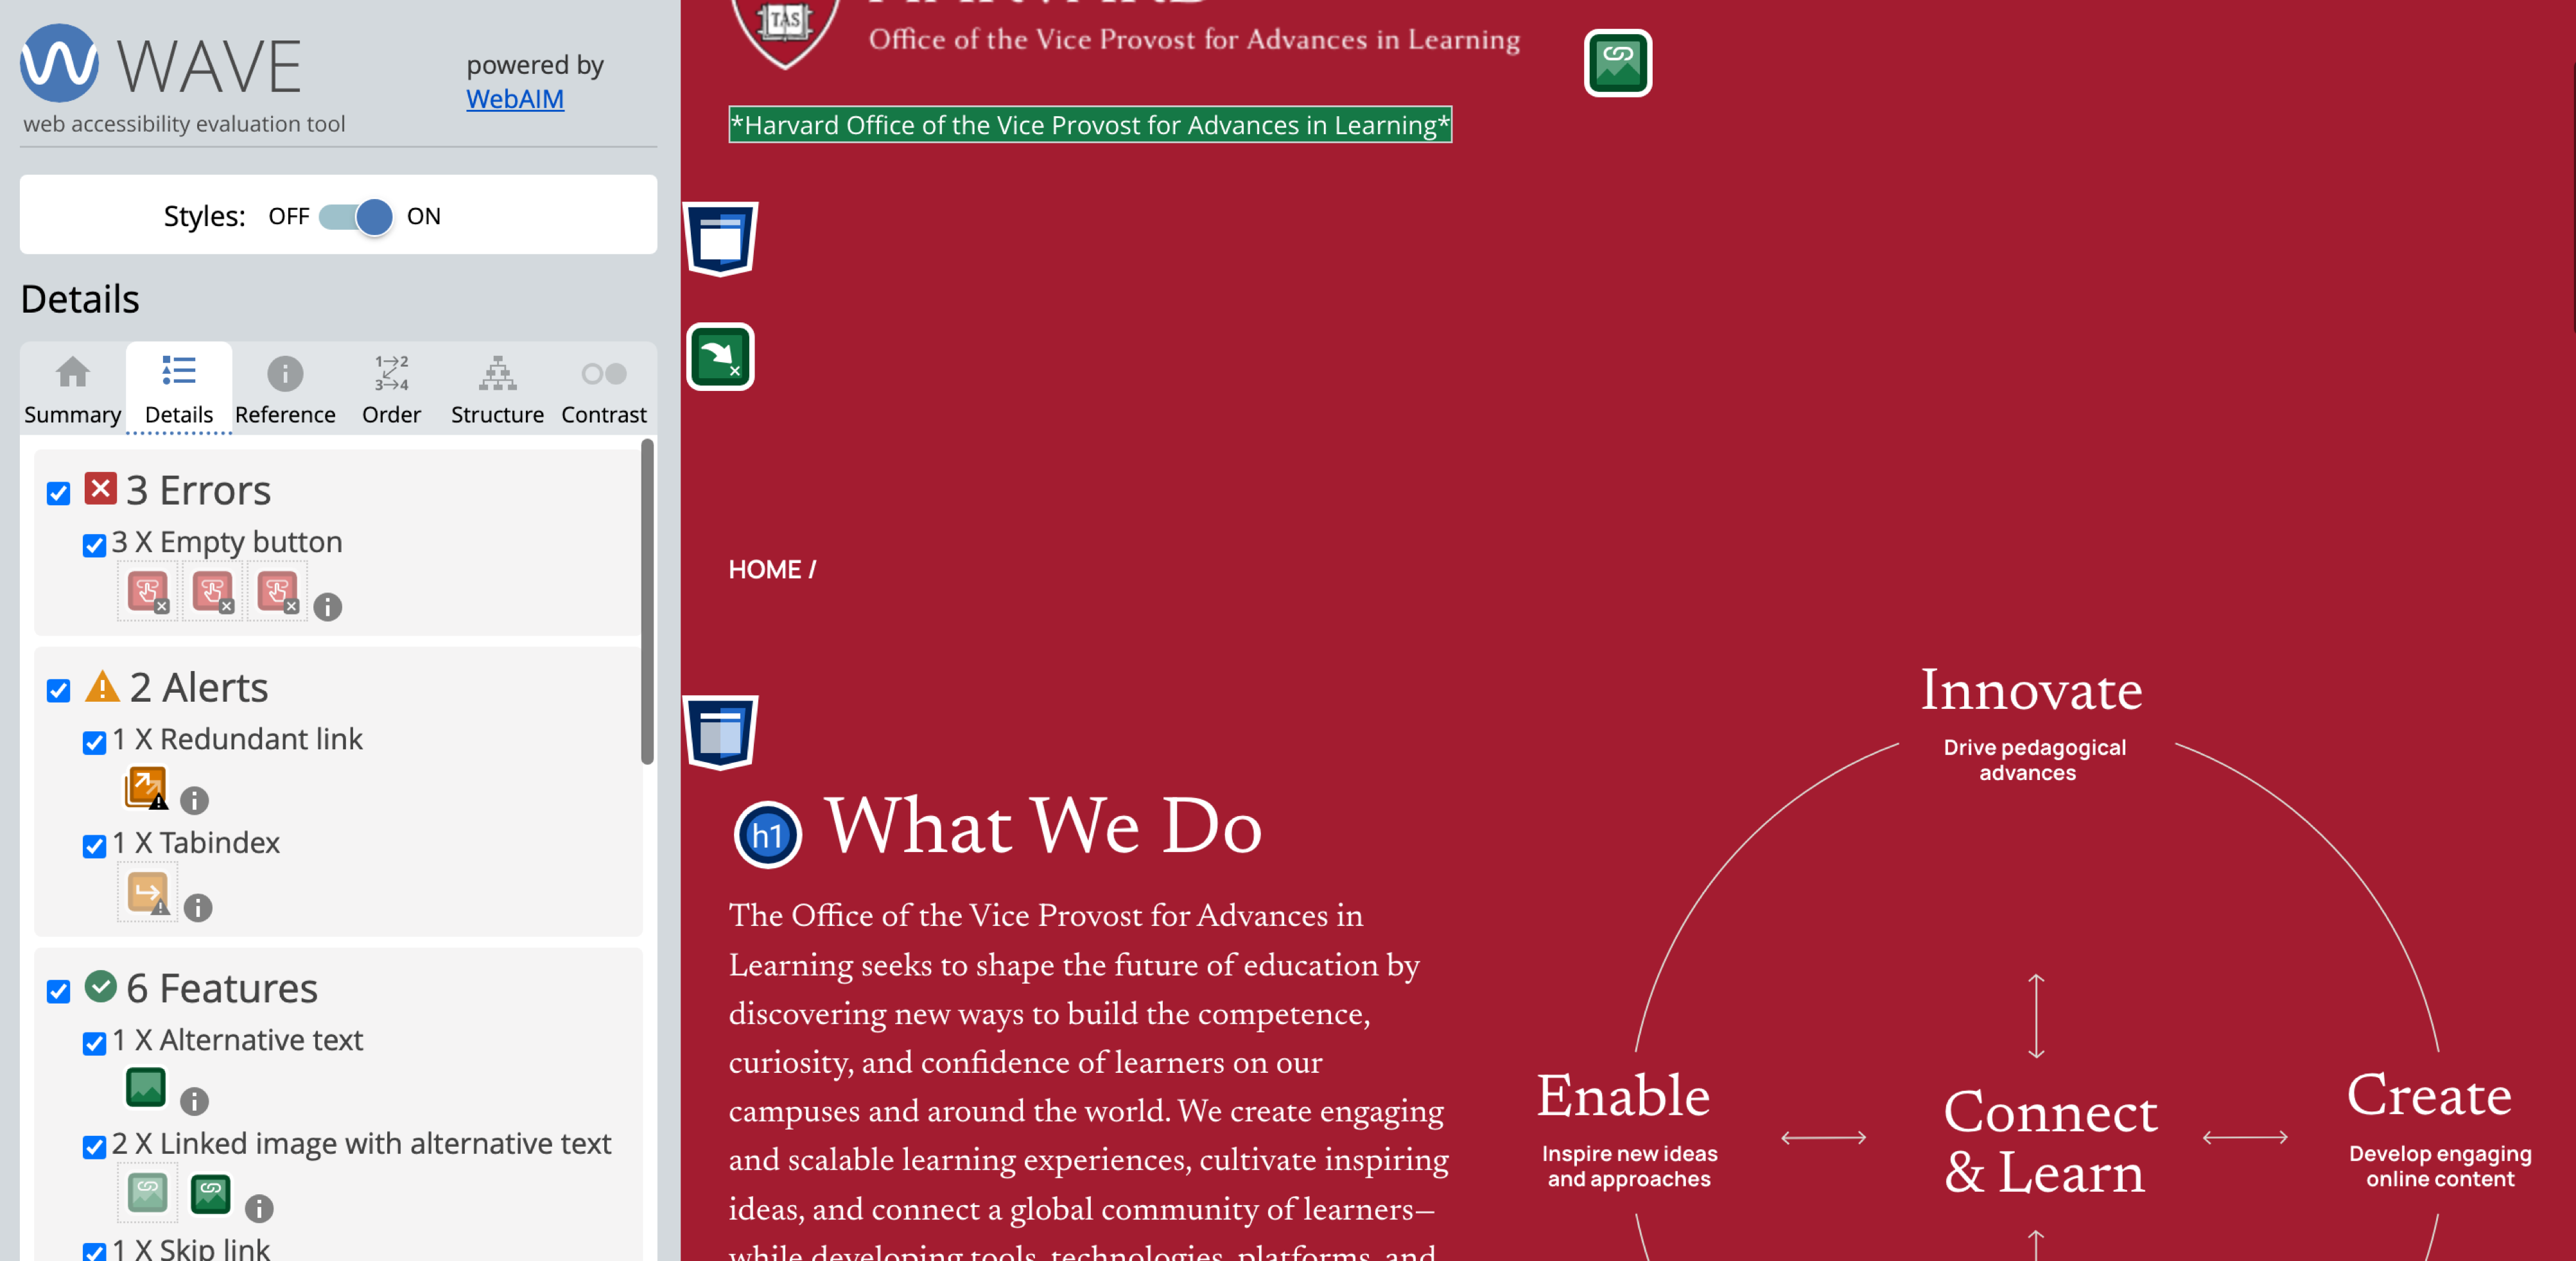 WAVE
powered by
WebAIM
web accessibility evaluation tool
Styles: OFF ON
Details
Summary Details Reference Order Structure Contrast
3 Errors
3 X Empty button
2 Alerts
1 X Redundant link
1 X Tabindex
6 Features
1 X Alternative text
2 X Linked image with alternative text
1 X Skip link
TAS
Office of the Vice Provost for Advances in Learning
*Harvard Office of the Vice Provost for Advances in Learning*
HOME /
h1 What We Do
The Office of the Vice Provost for Advances in
Learning seeks to shape the future of education by
discovering new ways to build the competence,
curiosity, and confidence of learners on our
campuses and around the world. We create engaging
and scalable learning experiences, cultivate inspiring
ideas, and connect a global community of learners—
while developing tools, technologies, platforms, and
Innovate
Drive pedagogical
advances
Enable
Inspire new ideas
and approaches
Connect
& Learn
Create
Develop engaging
online content